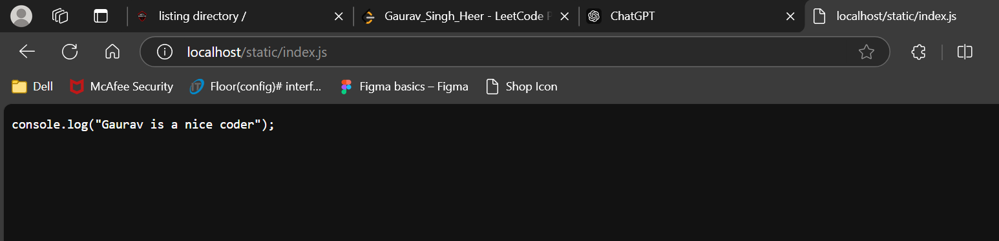 listing directory /
Gaurav_Singh_Heer - LeetCode P
ChatGPT
localhost/static/index.js
localhost/static/index.js
Dell
McAfee Security
Floor(config)# interf...
Figma basics – Figma
Shop Icon
console.log("Gaurav is a nice coder");